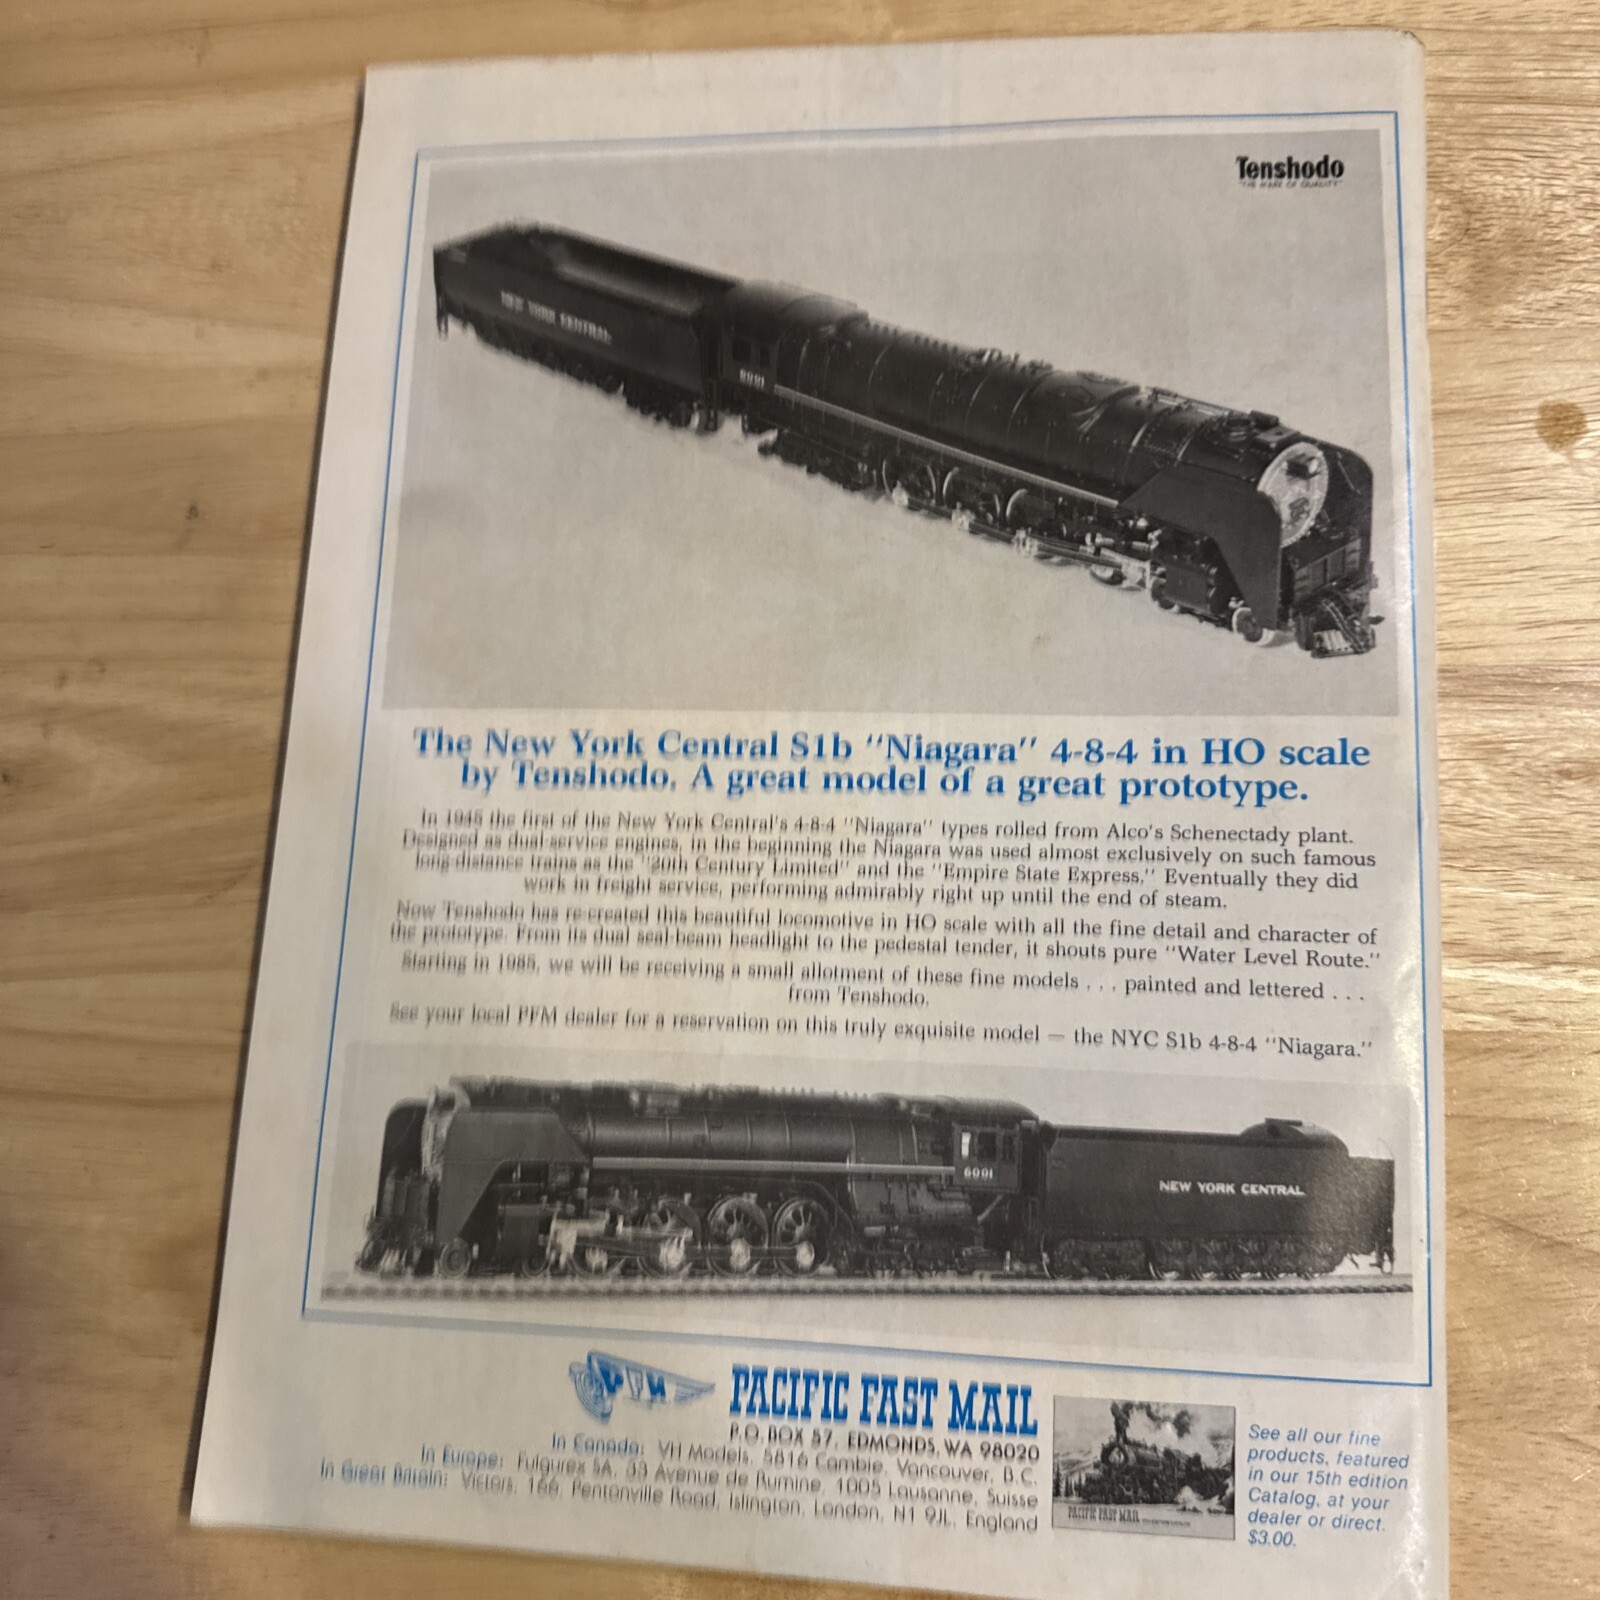 Tenshodo
"THE MARK OF QUALITY"
NEW YORK CENTRAL
6001
The New York Central S1b "Niagara" 4-8-4 in HO scale
by Tenshodo. A great model of a great prototype.
In 1945 the first of the New York Central's 4-8-4 "Niagara" types rolled from Alco's Schenectady plant.
Designed as dual-service engines, in the beginning the Niagara was used almost exclusively on such famous
long-distance trains as the "20th Century Limited" and the "Empire State Express." Eventually they did
work in freight service, performing admirably right up until the end of steam.
Now Tenshodo has re-created this beautiful locomotive in HO scale with all the fine detail and character of
the prototype. From its dual seal-beam headlight to the pedestal tender, it shouts pure "Water Level Route."
Starting in 1985, we will be receiving a small allotment of these fine models . . . painted and lettered . . .
from Tenshodo.
See your local PFM dealer for a reservation on this truly exquisite model — the NYC S1b 4-8-4 "Niagara."
6001
NEW YORK CENTRAL
PFM
PACIFIC FAST MAIL
P.O. BOX 57, EDMONDS, WA 98020
In Canada: VH Models, 5816 Cambie, Vancouver, B.C.
In Europe: Fulgurex SA, 33 Avenue de Rumine, 1005 Lausanne, Suisse
In Great Britain: Victors, 166, Pentonville Road, Islington, London, N1 9JL, England
PACIFIC FAST MAIL
See all our fine
products, featured
in our 15th edition
Catalog, at your
dealer or direct.
$3.00.